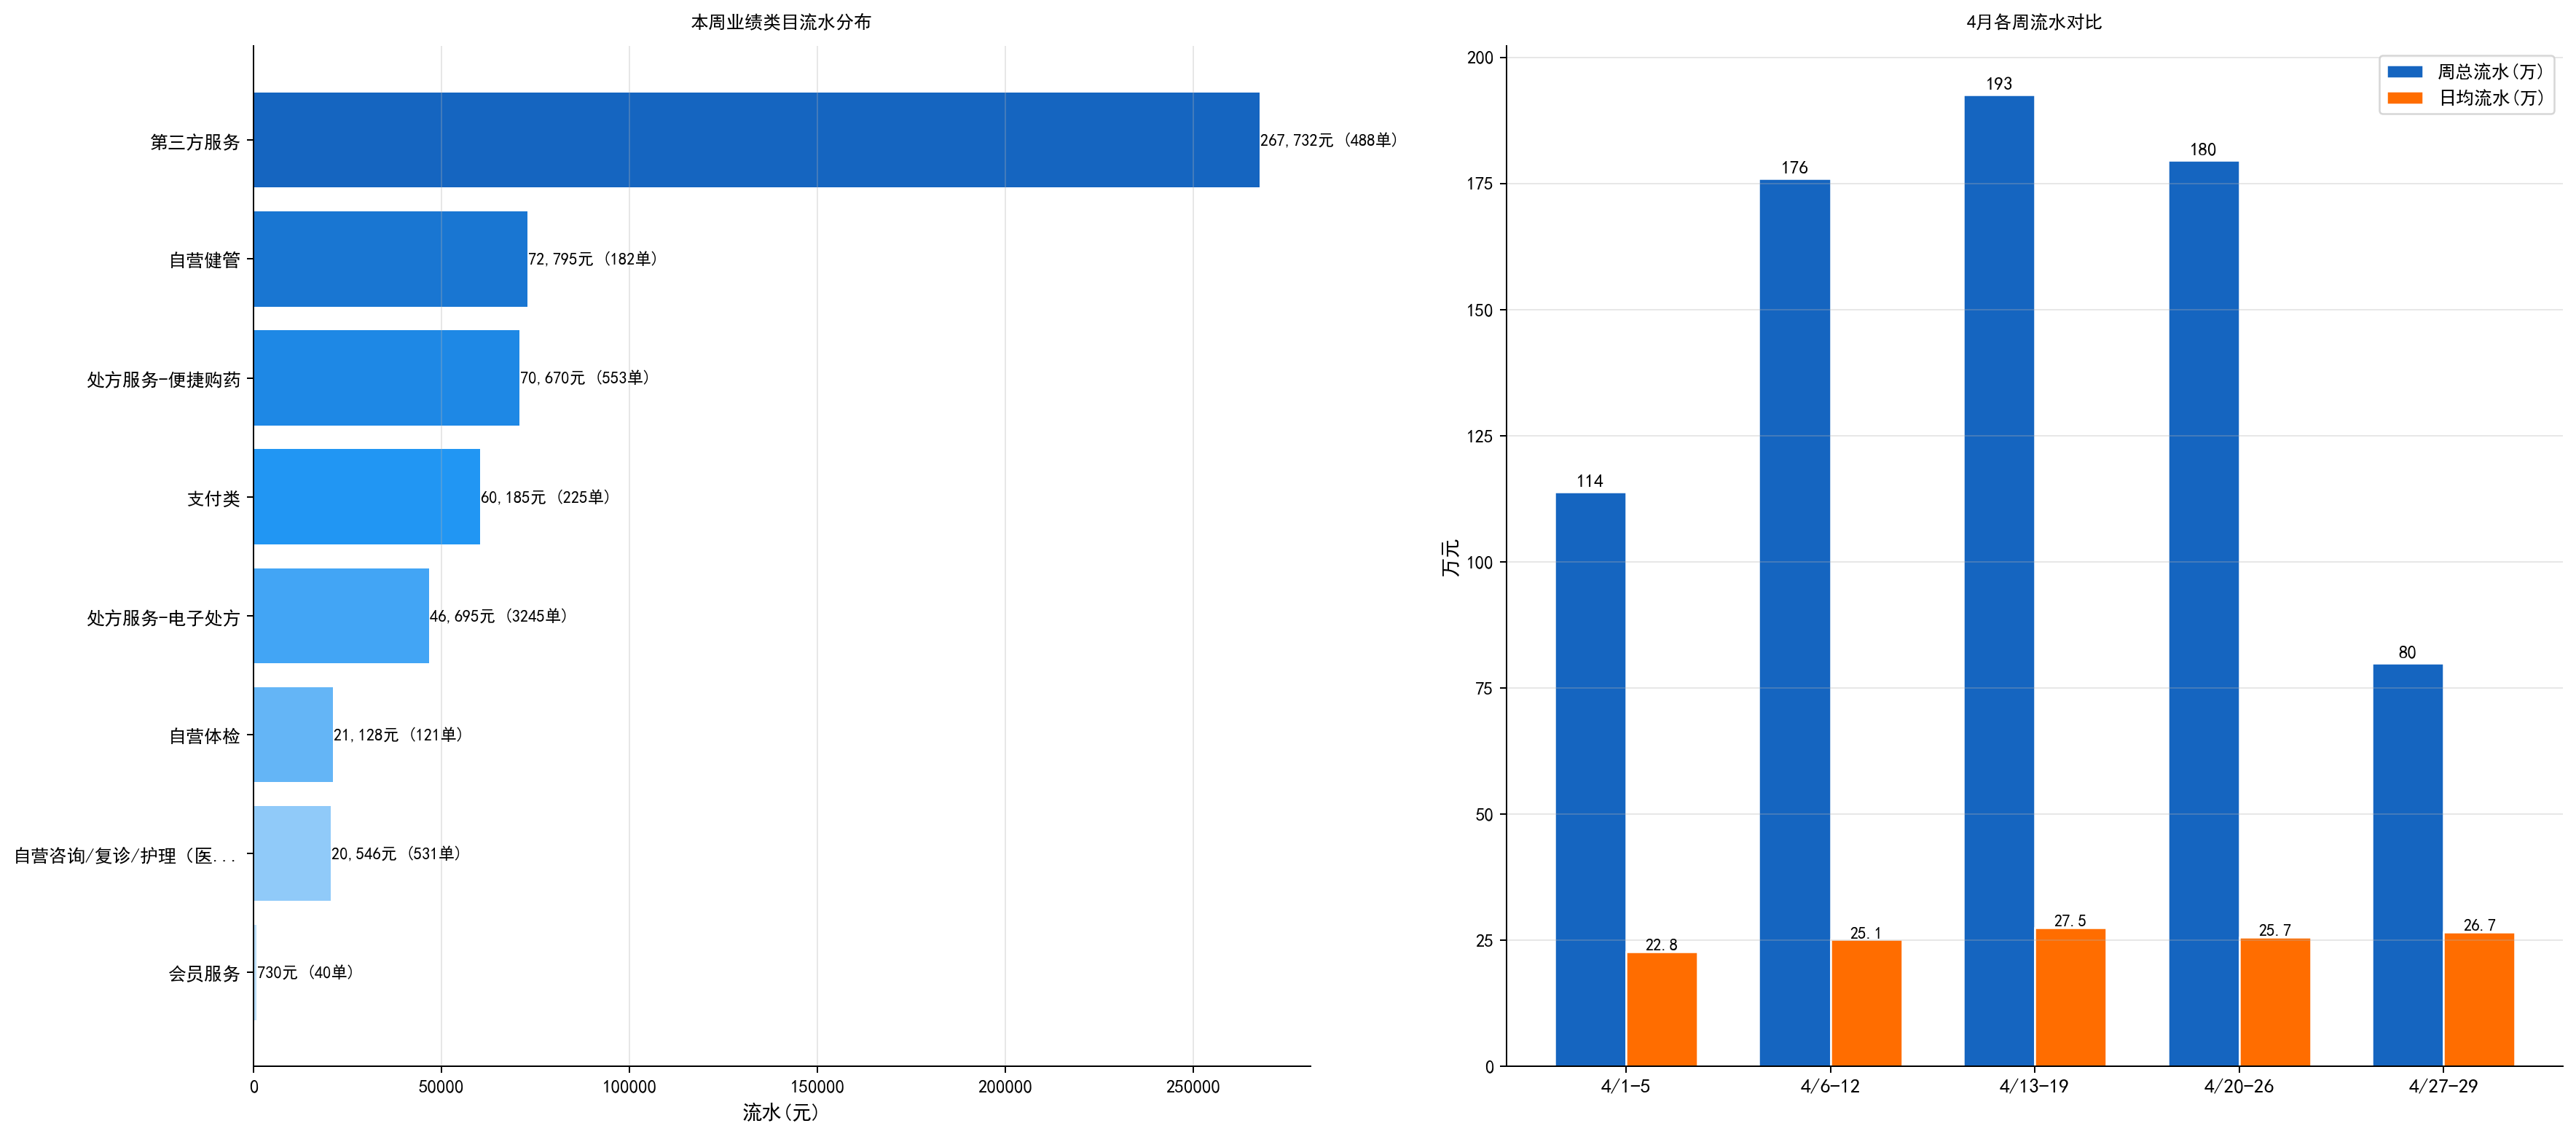 本周业绩类目流水分布
第三方服务
267,732元 (488单)
自营健管
72,795元 (182单)
处方服务-便捷购药
70,670元 (553单)
支付类
60,185元 (225单)
处方服务-电子处方
46,695元 (3245单)
自营体检
21,128元 (121单)
自营咨询/复诊/护理（医...
20,546元 (531单)
会员服务
730元 (40单)
0 50000 100000 150000 200000 250000
流水(元)
4月各周流水对比
周总流水(万)
日均流水(万)
万元
200
175
150
125
100
75
50
25
0
114
176
193
180
80
22.8
25.1
27.5
25.7
26.7
4/1-5 4/6-12 4/13-19 4/20-26 4/27-29